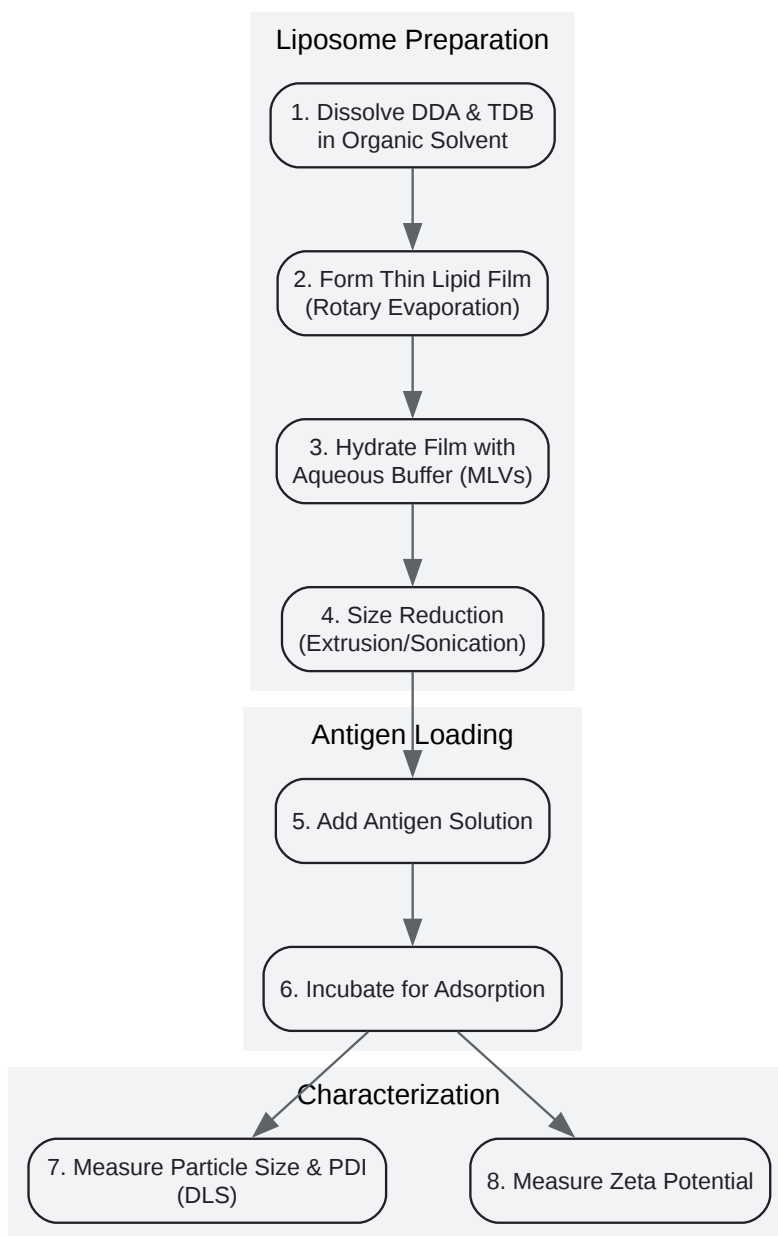 Liposome Preparation
1. Dissolve DDA & TDB
in Organic Solvent
2. Form Thin Lipid Film
(Rotary Evaporation)
3. Hydrate Film with
Aqueous Buffer (MLVs)
4. Size Reduction
(Extrusion/Sonication)
Antigen Loading
5. Add Antigen Solution
6. Incubate for Adsorption
Characterization
7. Measure Particle Size & PDI
(DLS)
8. Measure Zeta Potential